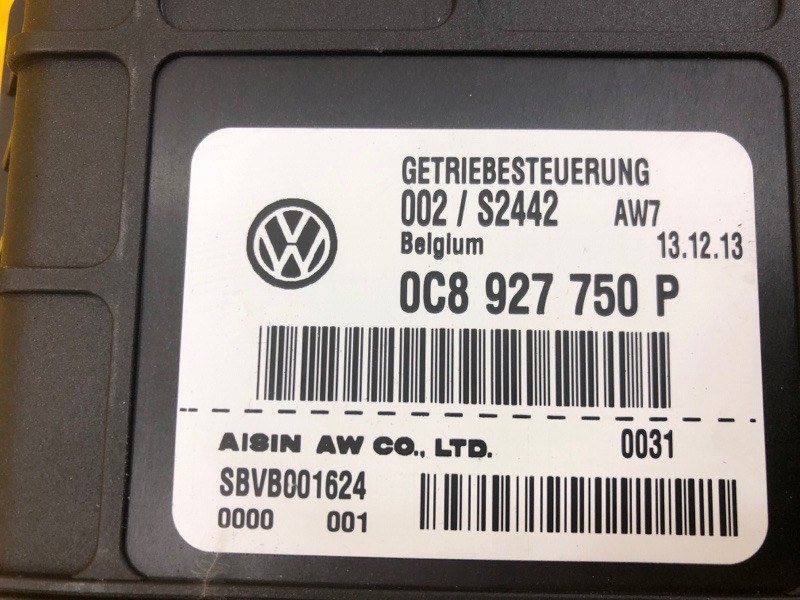 GETRIEBESTEUERUNG
002 / S2442 AW7
Belgium 13.12.13
0C8 927 750 P
AISIN AW CO., LTD. 0031
SBVB001624
0000 001